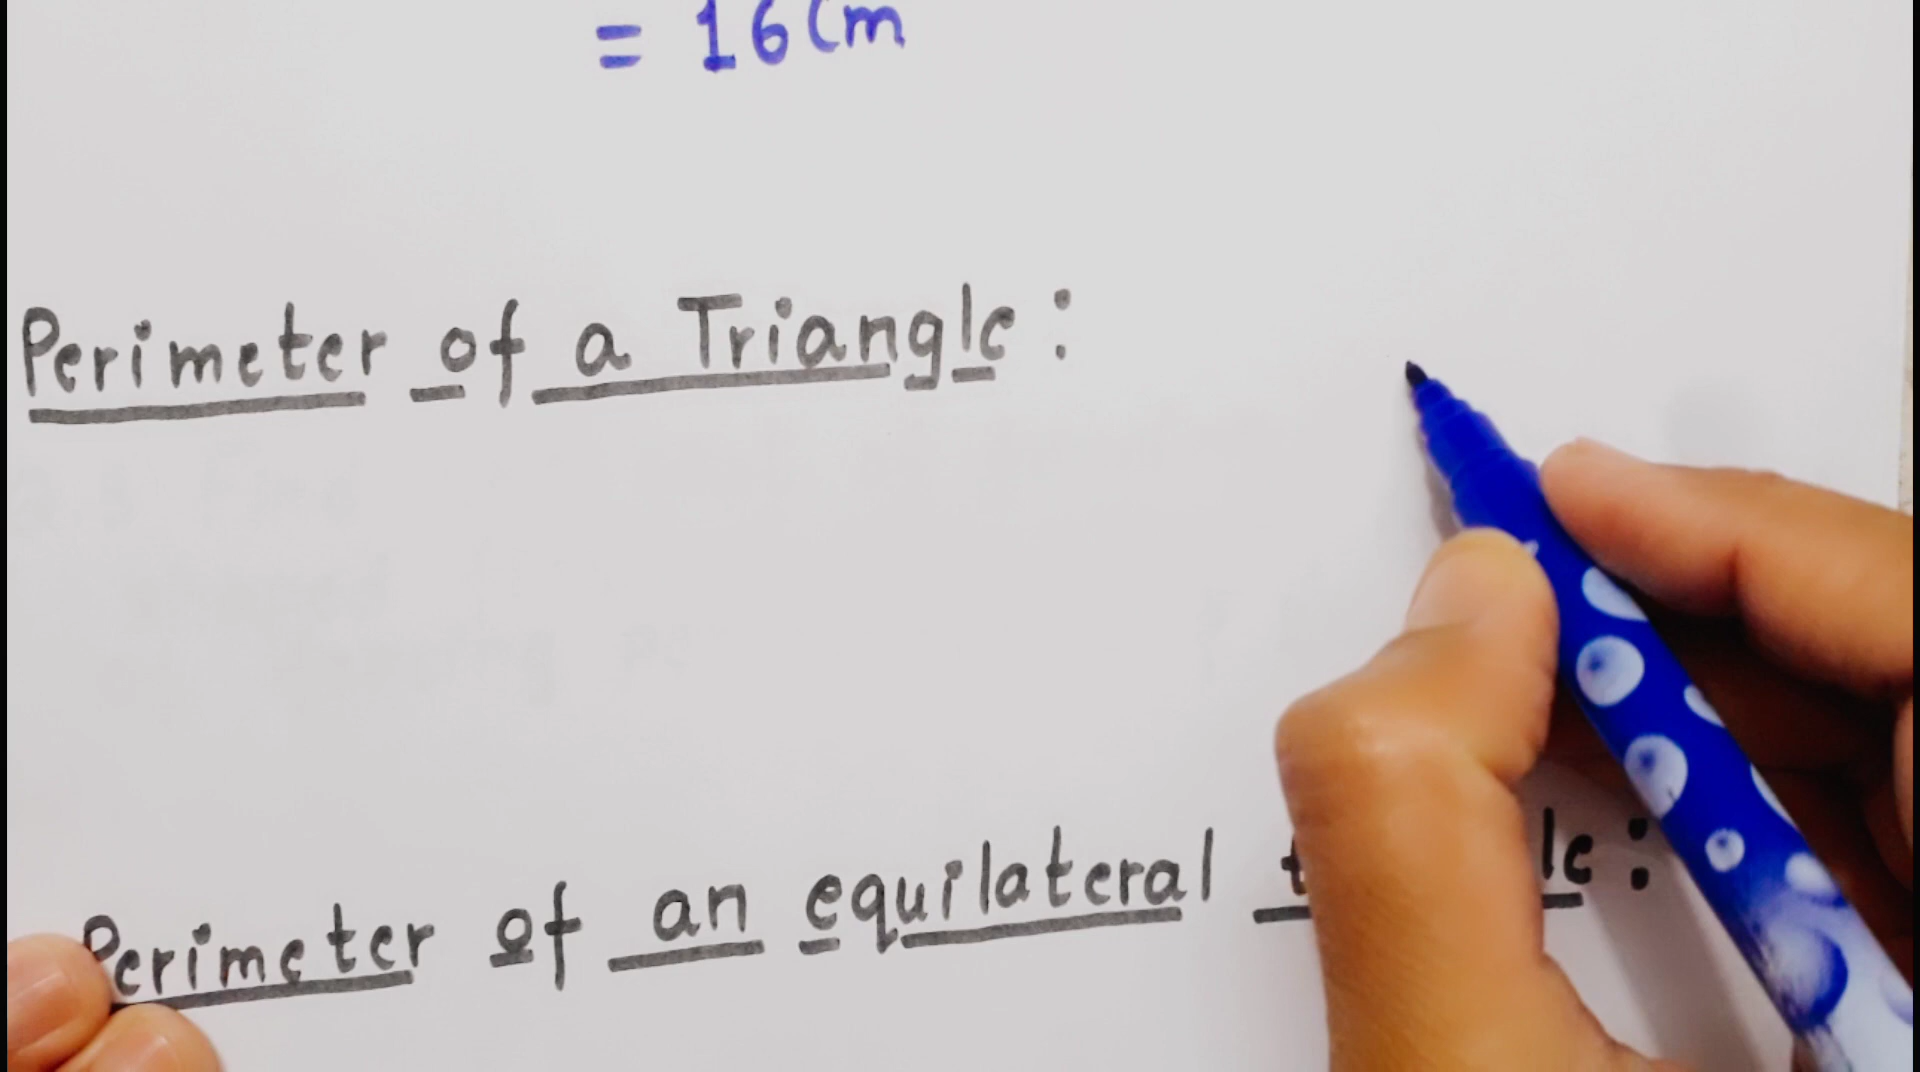 = 16 Cm
Perimeter of a Triangle :
Perimeter of an equilateral